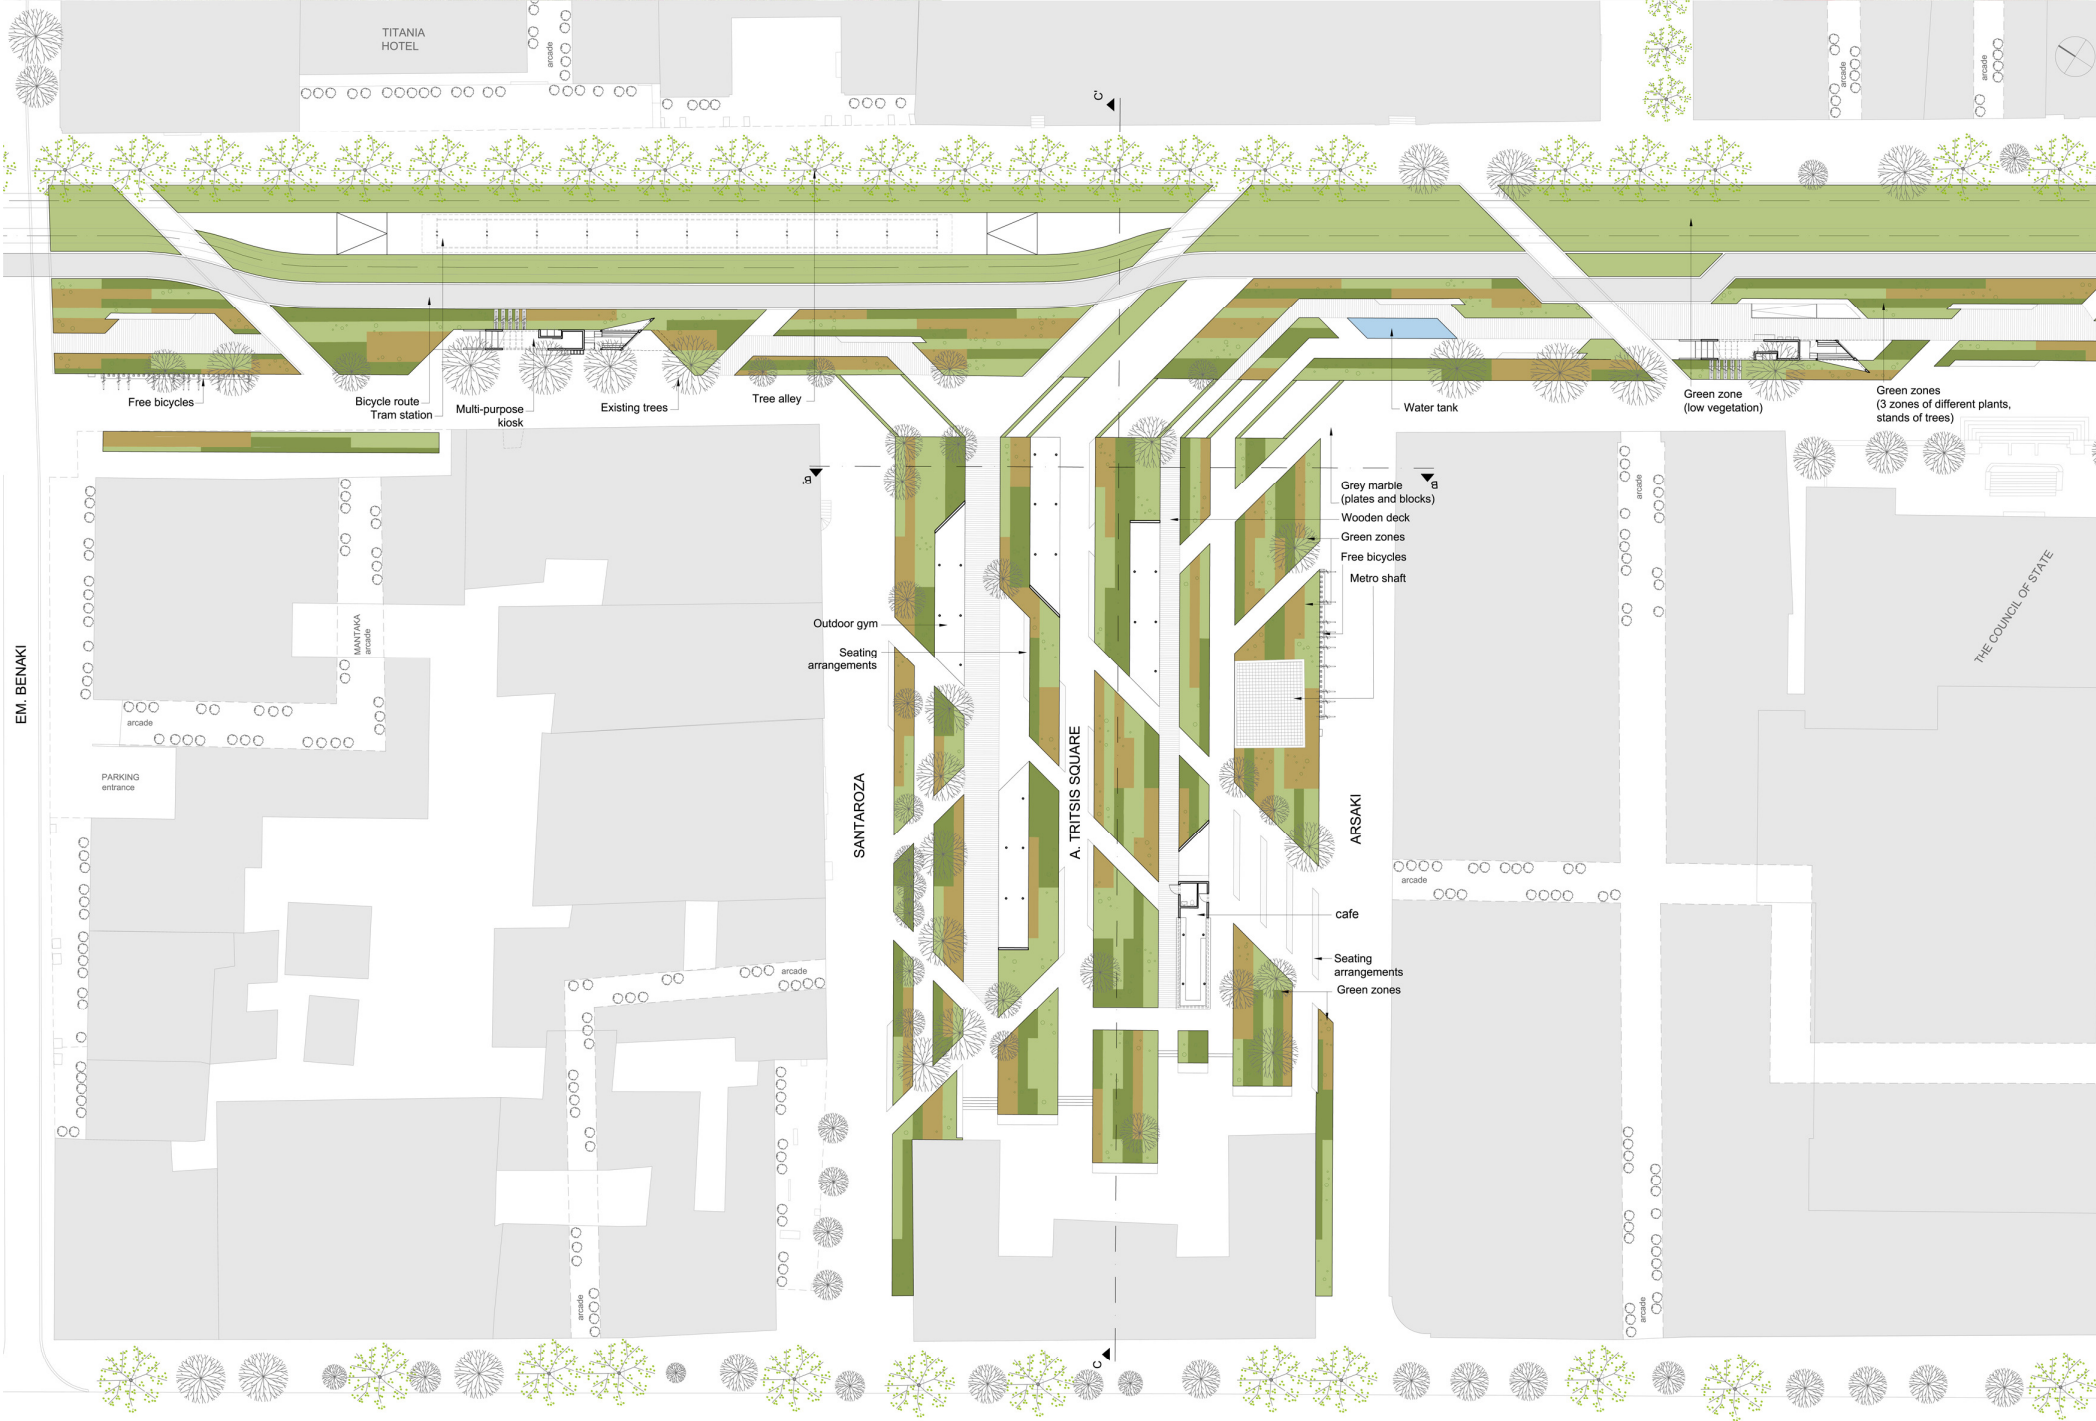 TITANIA
HOTEL
arcade
arcade
arcade
C'
Free bicycles
Bicycle route
Tram station
Multi-purpose
kiosk
Existing trees
Tree alley
Water tank
Green zone
(low vegetation)
Green zones
(3 zones of different plants,
stands of trees)
B'
B
Grey marble
(plates and blocks)
Wooden deck
Green zones
Free bicycles
Metro shaft
arcade
Outdoor gym
Seating
arrangements
MANTAKA
arcade
THE COUNCIL OF STATE
EM. BENAKI
arcade
PARKING
entrance
SANTAROZA
A. TRITSIS SQUARE
ARSAKI
arcade
cafe
Seating
arrangements
Green zones
arcade
arcade
arcade
C